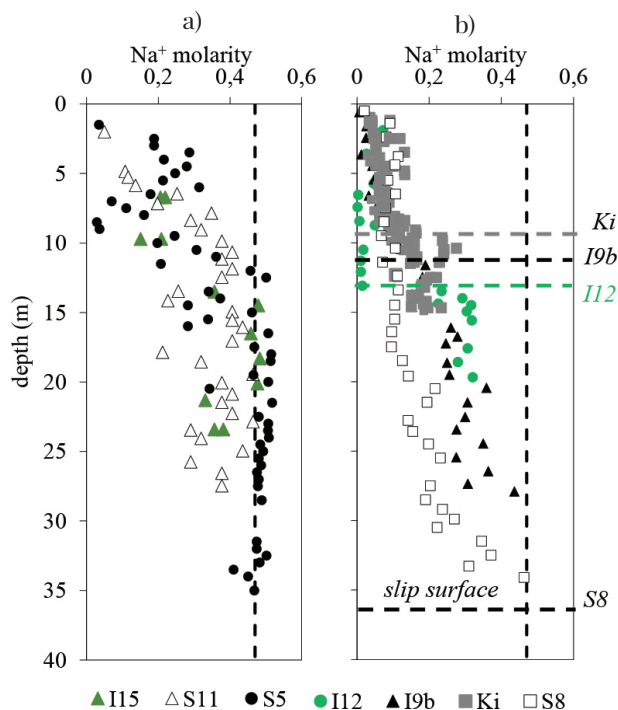 a) b)
Na⁺ molarity Na⁺ molarity
0 0,2 0,4 0,6 0 0,2 0,4 0,6
0
5
Ki
10
I9b
I12
15
depth (m)
20
25
30
35
slip surface S8
40
I15 S11 S5 I12 I9b Ki S8